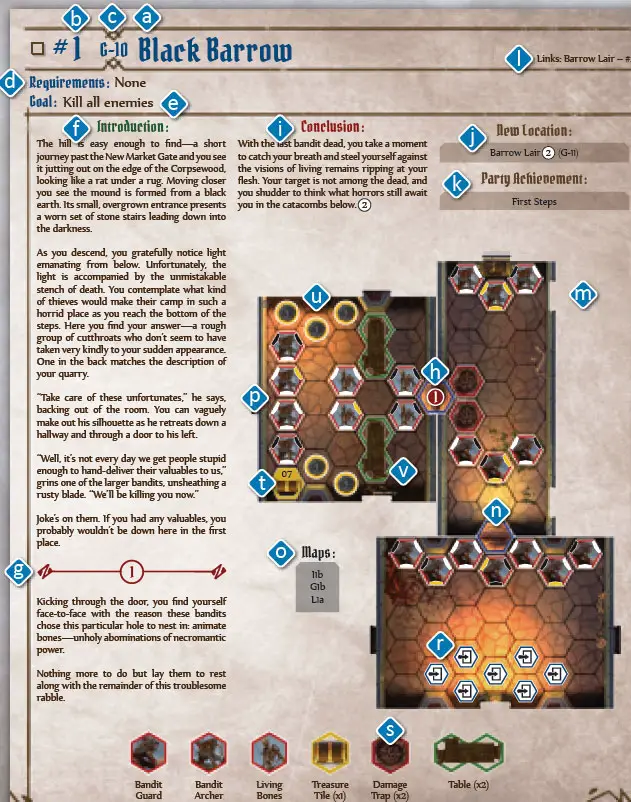 b c a
#1 G-10 Black Barrow
l Links: Barrow Lair – #
d Requirements: None
Goal: Kill all enemies e
f Introduction:
The hill is easy enough to find—a short
journey past the New Market Gate and you see
it jutting out on the edge of the Corpsewood,
looking like a rat under a rug. Moving closer
you see the mound is formed from a black
earth. Its small, overgrown entrance presents
a worn set of stone stairs leading down into
the darkness.
As you descend, you gratefully notice light
emanating from below. Unfortunately, the
light is accompanied by the unmistakable
stench of death. You contemplate what kind
of thieves would make their camp in such a
horrid place as you reach the bottom of the
steps. Here you find your answer—a rough
group of cutthroats who don't seem to have
taken very kindly to your sudden appearance.
One in the back matches the description of
your quarry.
"Take care of these unfortunates," he says,
backing out of the room. You can vaguely
make out his silhouette as he retreats down a
hallway and through a door to his left.
"Well, it's not every day we get people stupid
enough to hand-deliver their valuables to us,"
grins one of the larger bandits, unsheathing a
rusty blade. "We'll be killing you now."
Joke's on them. If you had any valuables, you
probably wouldn't be down here in the first
place.
g 1
Kicking through the door, you find yourself
face-to-face with the reason these bandits
chose this particular hole to nest in: animate
bones—unholy abominations of necromantic
power.
Nothing more to do but lay them to rest
along with the remainder of this troublesome
rabble.
i Conclusion:
With the last bandit dead, you take a moment
to catch your breath and steel yourself against
the visions of living remains ripping at your
flesh. Your target is not among the dead, and
you shudder to think what horrors still await
you in the catacombs below. 2
j New Location:
Barrow Lair 2 (G-11)
k Party Achievement:
First Steps
m
u
h
1
p
t 07 v
n
o Maps:
I1b
G1b
L1a
r
s
Bandit
Guard
Bandit
Archer
Living
Bones
Treasure
Tile (x1)
Damage
Trap (x2)
Table (x2)